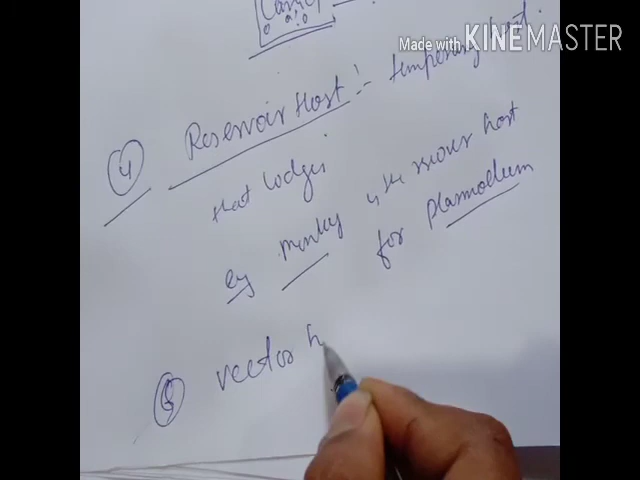 Carrier
Made with KINEMASTER
④ Reservoir Host :- temporary host
that lodges
eg monkey is the reservoir host
for Plasmodium
⑤ vector h